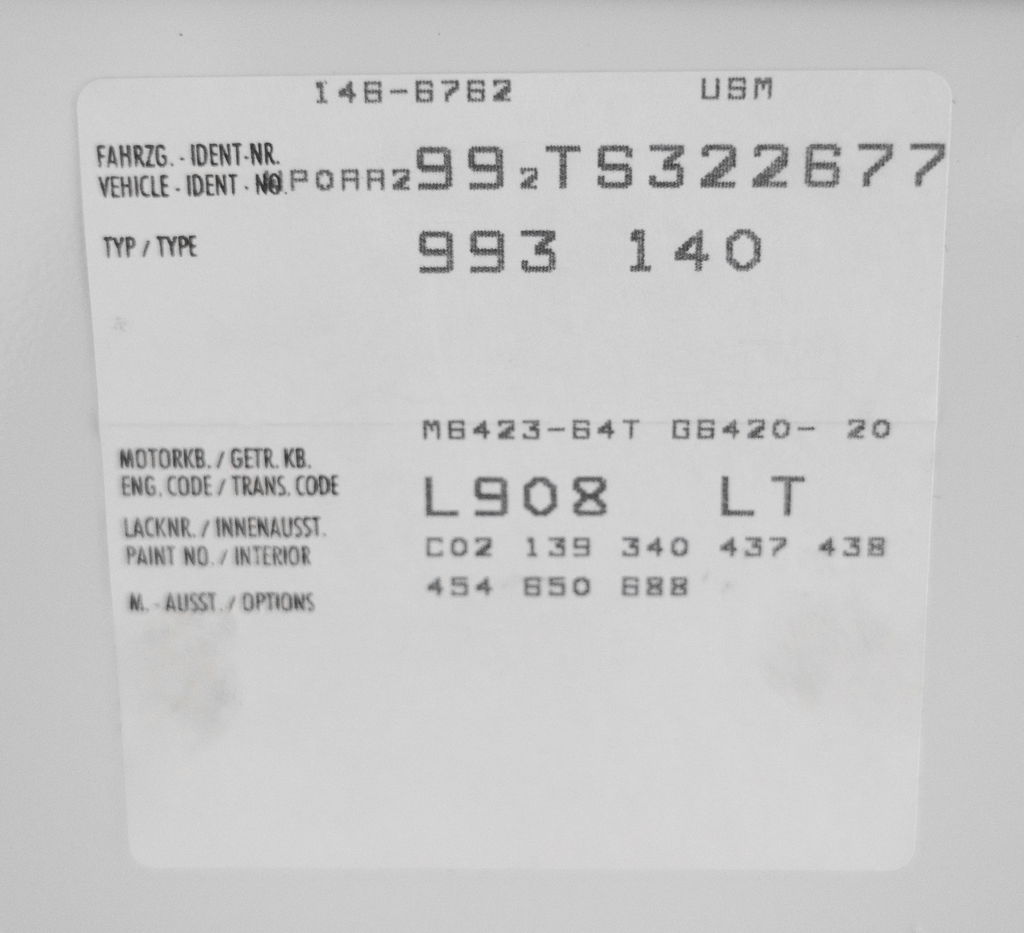 146-6762 USM
FAHRZG. - IDENT-NR.
VEHICLE - IDENT - NO. WP0AA2992TS322677
TYP / TYPE 993 140
M6423-64T G6420- 20
MOTORKB. / GETR. KB.
ENG. CODE / TRANS. CODE
L908 LT
LACKNR. / INNENAUSST.
PAINT NO. / INTERIOR
C02 139 340 437 438
454 650 688
M. - AUSST. / OPTIONS